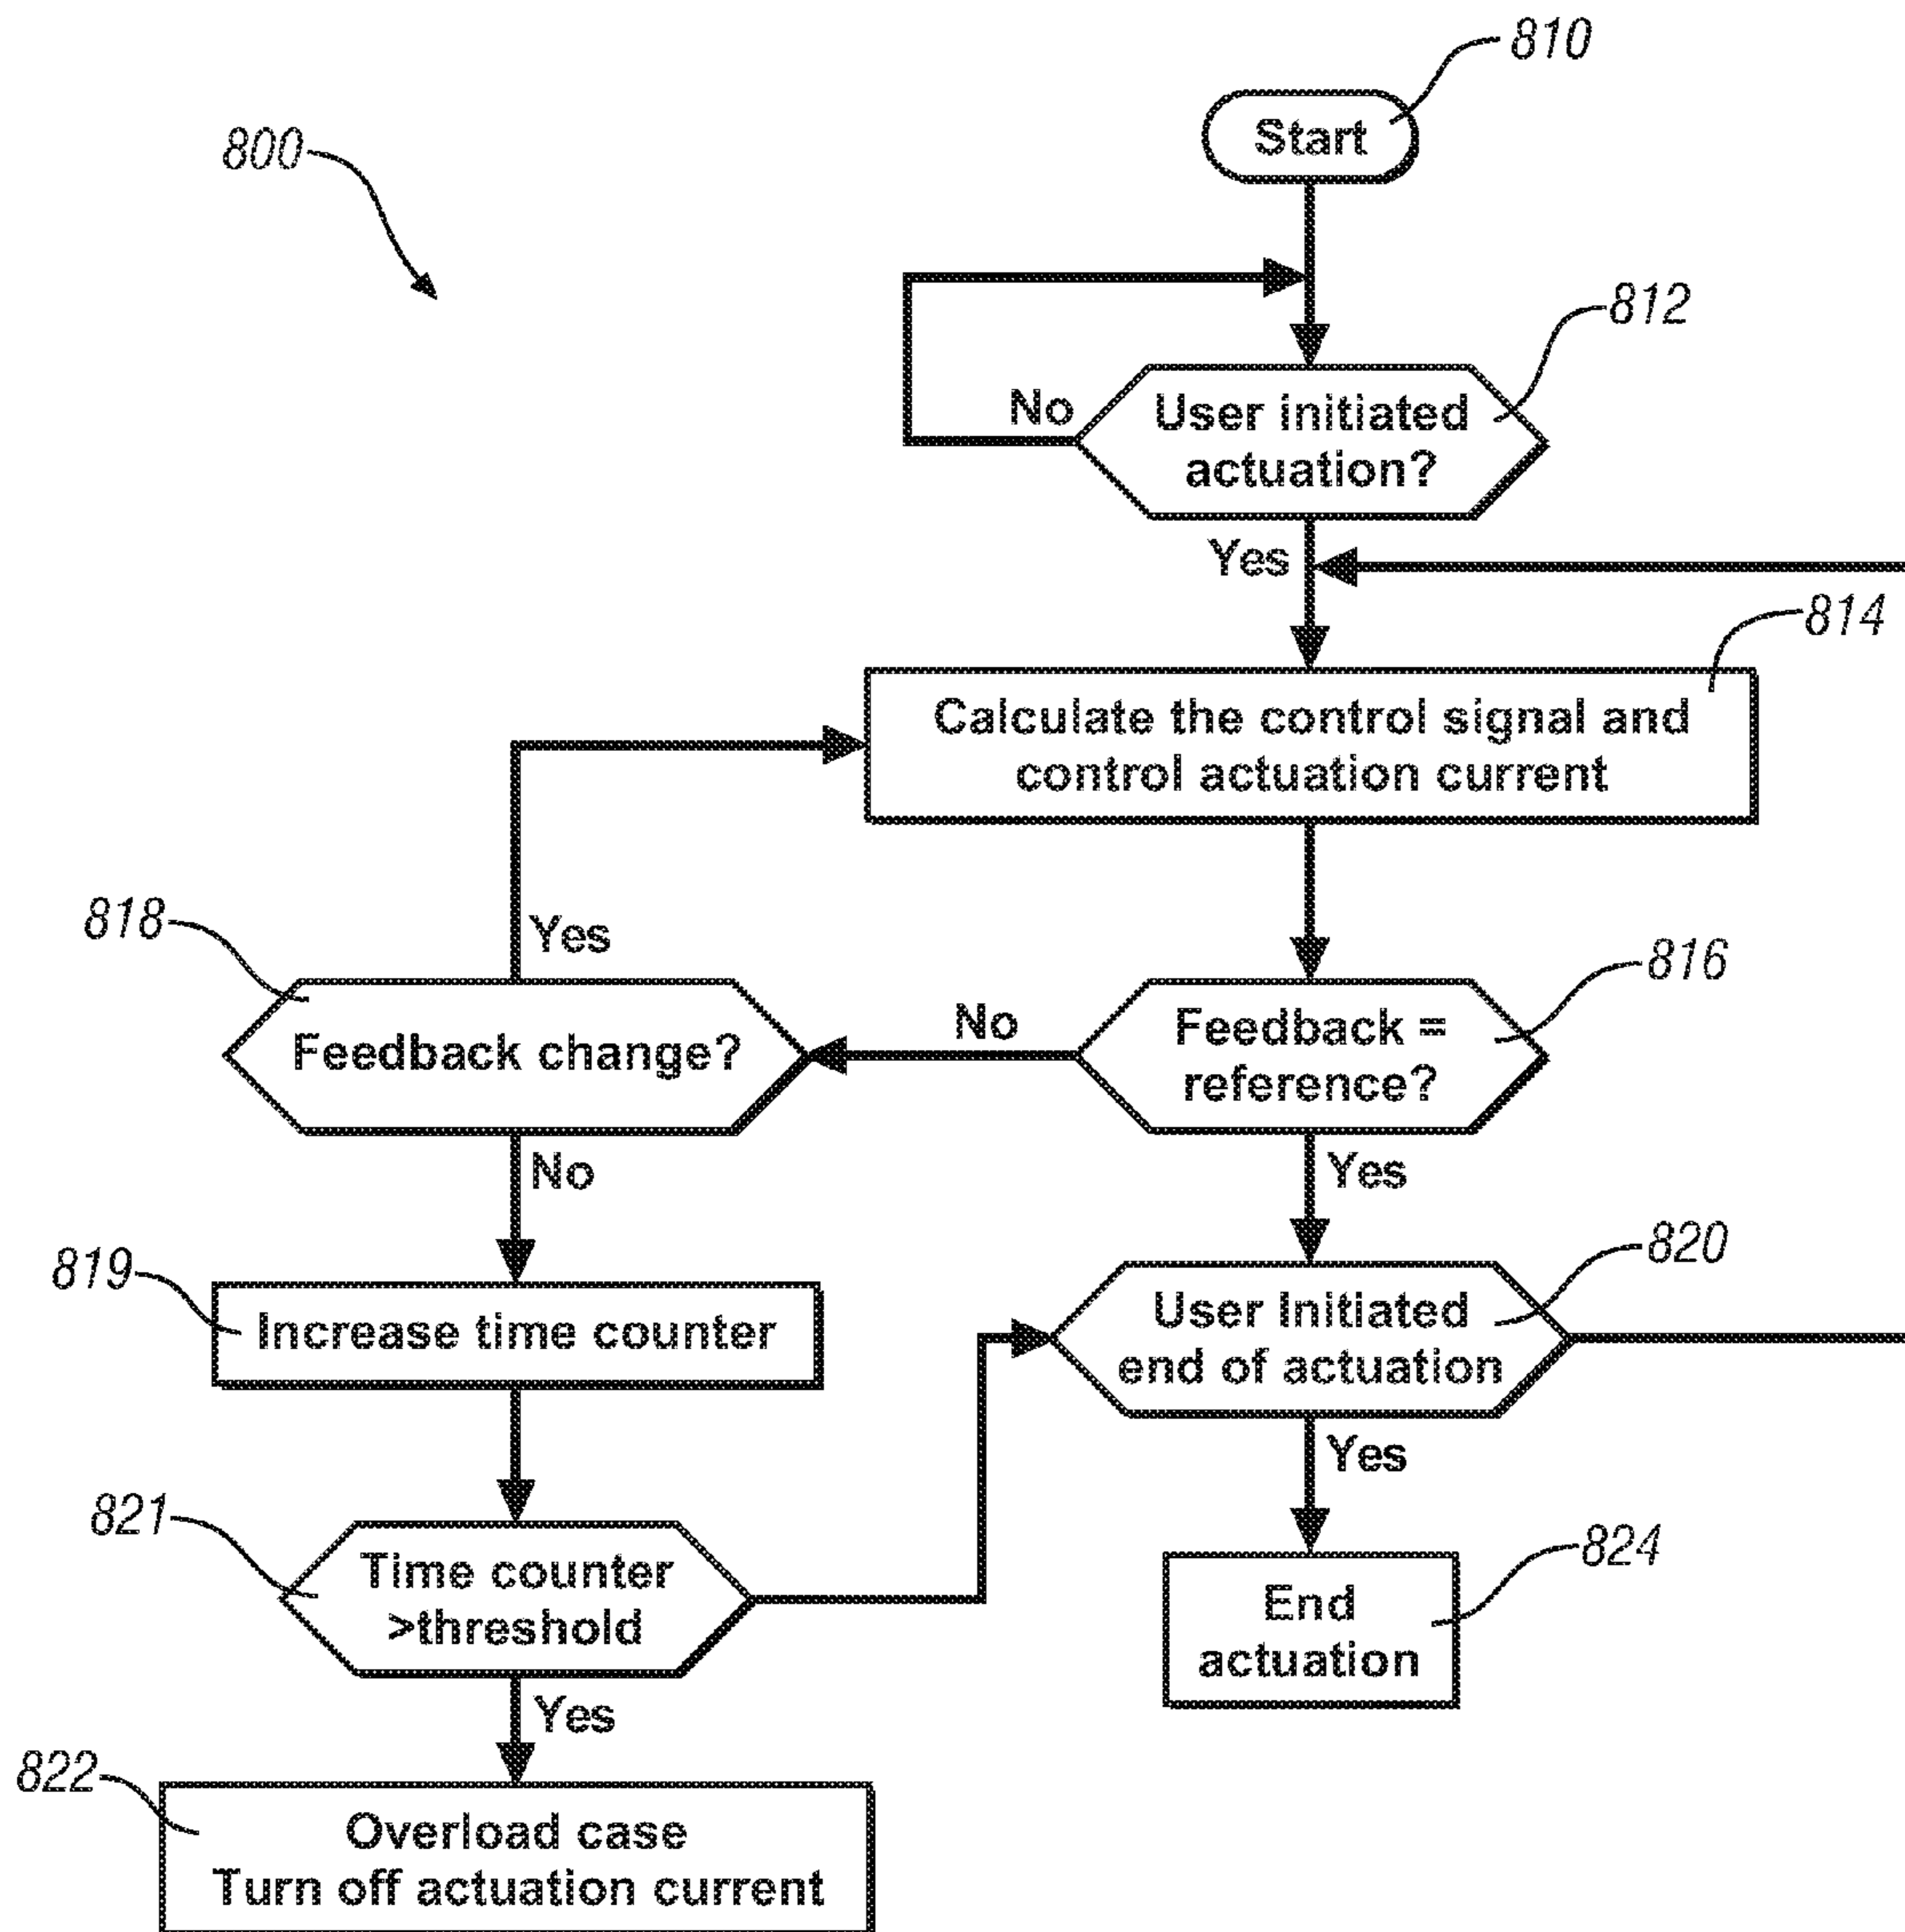 810
Start
800
812
No
User initiated
actuation?
Yes
814
Calculate the control signal and
control actuation current
818
Yes
816
Feedback change?
No
Feedback =
reference?
No
Yes
819
820
Increase time counter
User Initiated
end of actuation
821
Yes
Time counter
>threshold
824
End
actuation
Yes
822
Overload case
Turn off actuation current